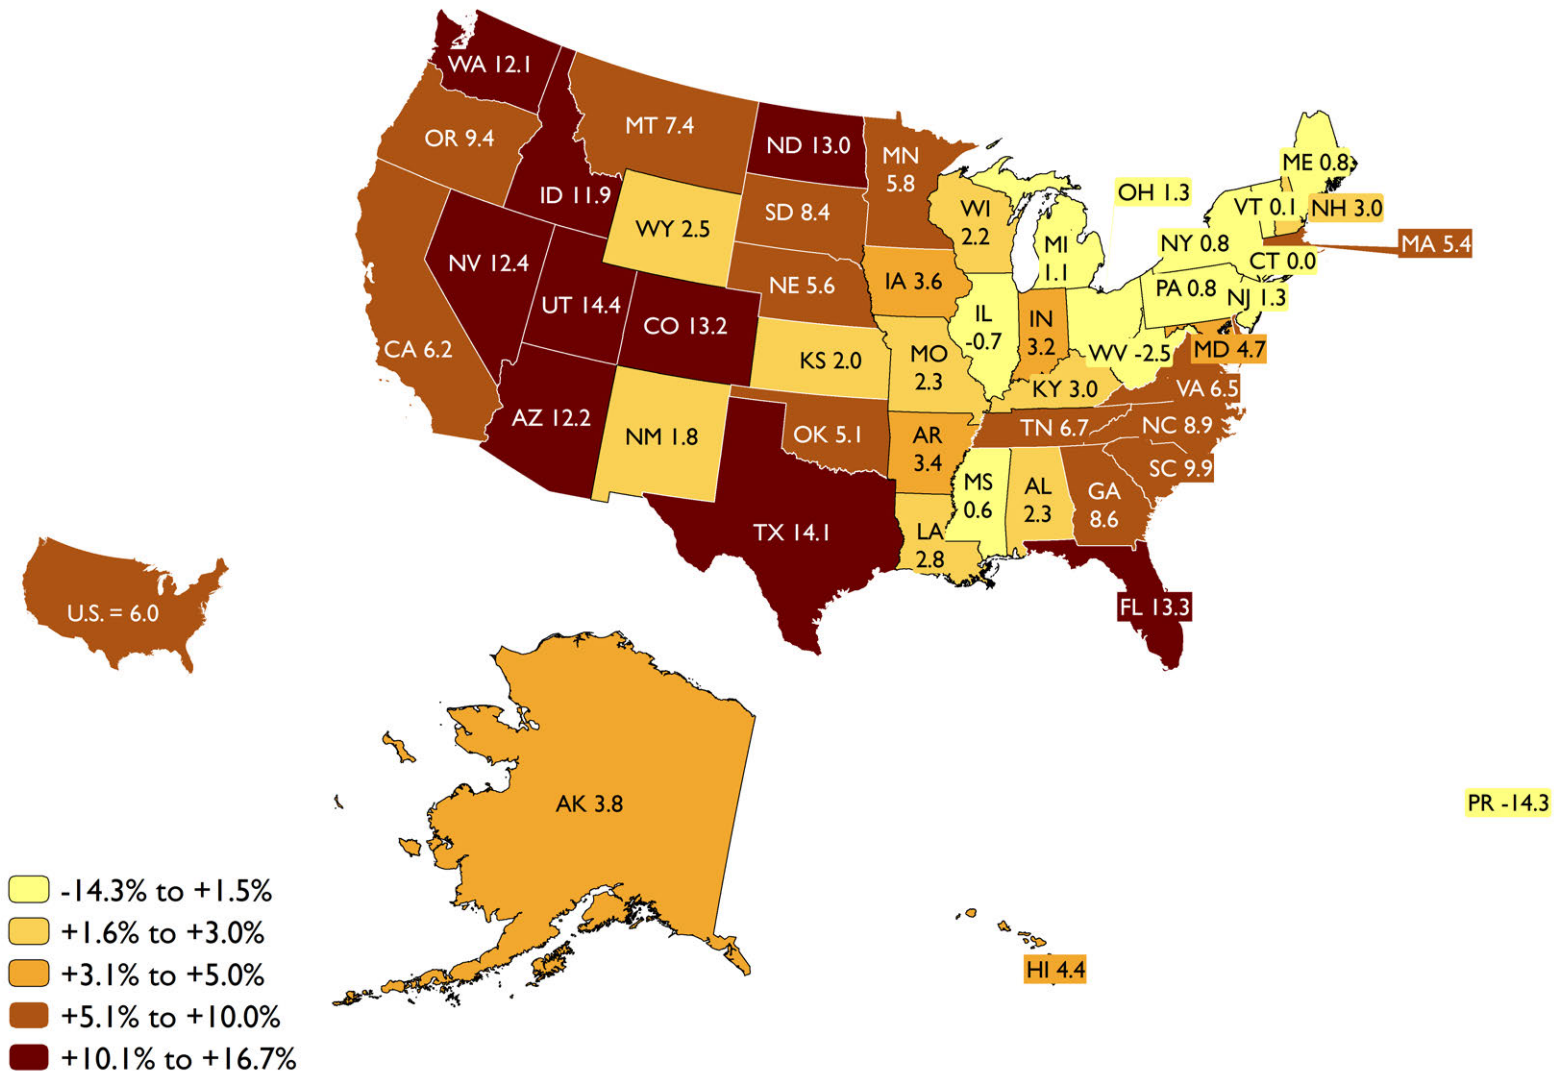 WA 12.1
MT 7.4
OR 9.4
ND 13.0
MN
5.8
ID 11.9
WY 2.5
SD 8.4
WI
2.2
MI
1.1
OH 1.3
ME 0.8
VT 0.1
NH 3.0
NY 0.8
MA 5.4
CT 0.0
NV 12.4
UT 14.4
CO 13.2
NE 5.6
IA 3.6
IL
-0.7
IN
3.2
PA 0.8
NJ 1.3
CA 6.2
KS 2.0
MO
2.3
WV -2.5
MD 4.7
KY 3.0
VA 6.5
AZ 12.2
NM 1.8
OK 5.1
AR
3.4
TN 6.7
NC 8.9
SC 9.9
MS
0.6
AL
2.3
GA
8.6
TX 14.1
LA
2.8
FL 13.3
U.S. = 6.0
AK 3.8
PR -14.3
HI 4.4
-14.3% to +1.5%
+1.6% to +3.0%
+3.1% to +5.0%
+5.1% to +10.0%
+10.1% to +16.7%